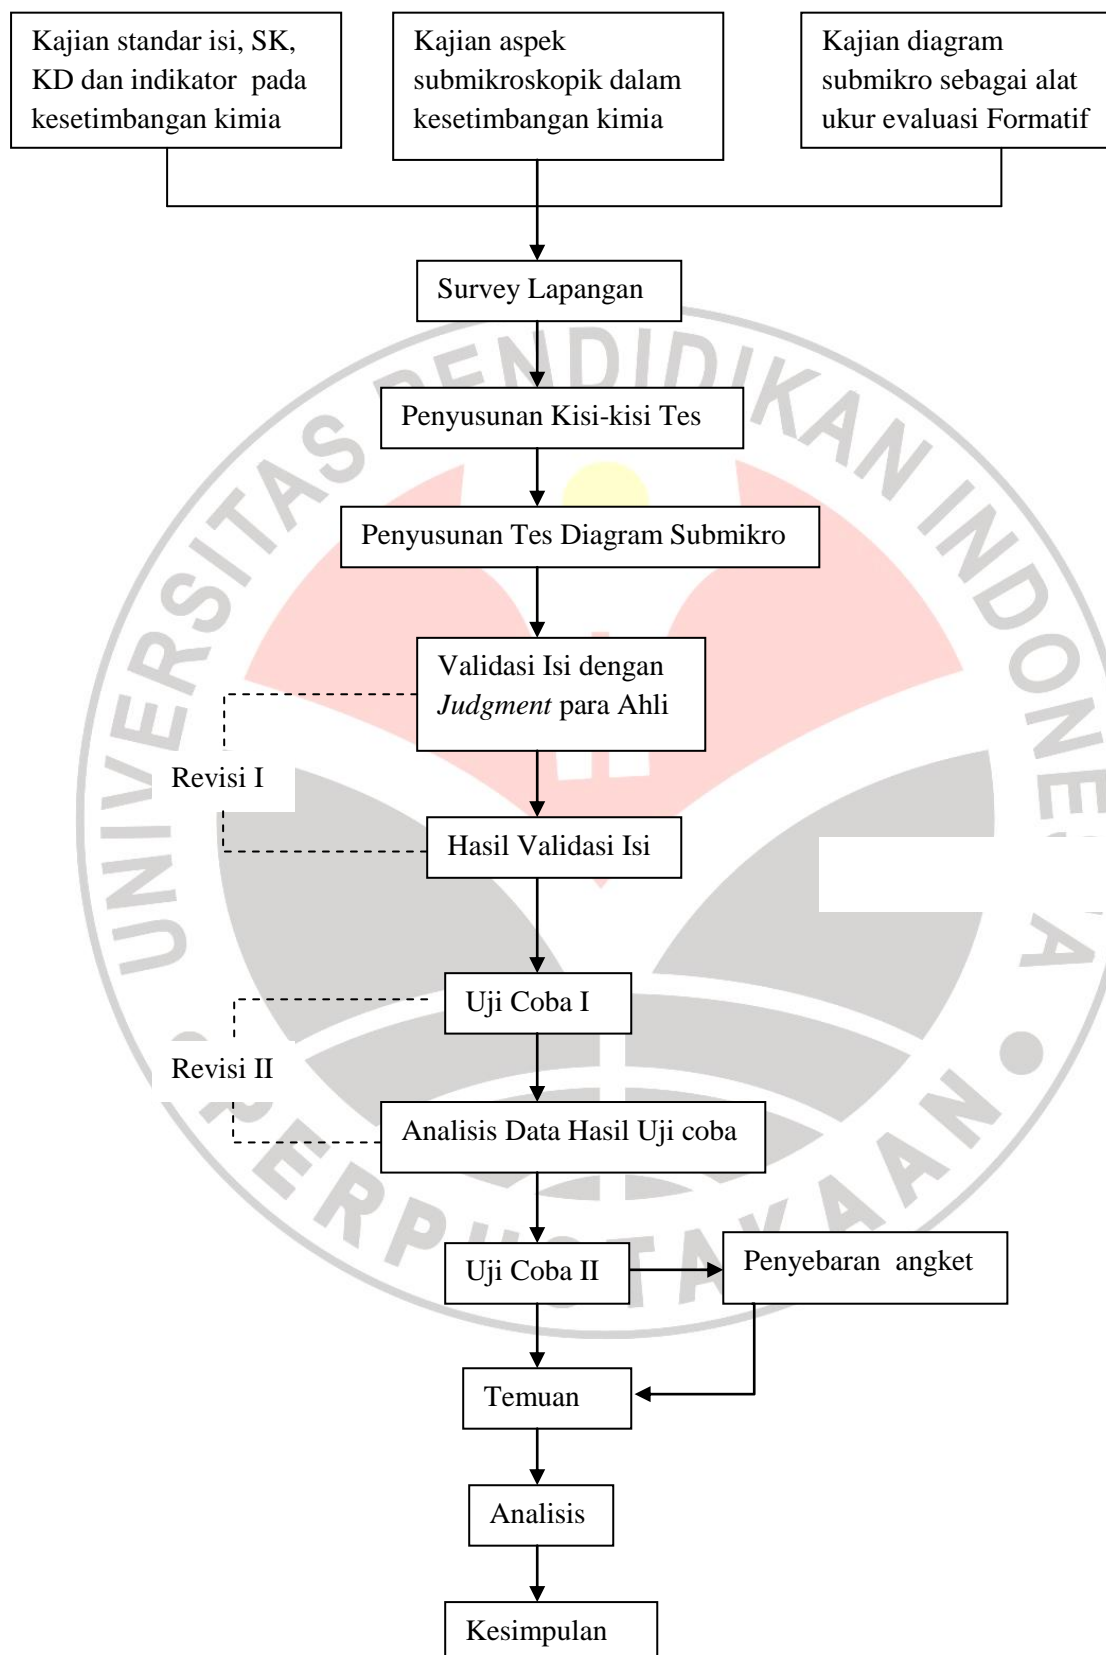 Kajian standar isi, SK,
KD dan indikator pada
kesetimbangan kimia
Kajian aspek
submikroskopik dalam
kesetimbangan kimia
Kajian diagram
submikro sebagai alat
ukur evaluasi Formatif
Survey Lapangan
Penyusunan Kisi-kisi Tes
Penyusunan Tes Diagram Submikro
Validasi Isi dengan
Judgment para Ahli
Revisi I
Hasil Validasi Isi
Uji Coba I
Revisi II
Analisis Data Hasil Uji coba
Uji Coba II
Penyebaran angket
Temuan
Analisis
Kesimpulan
UNIVERSITAS PENDIDIKAN INDONESIA
PERPUSTAKAAN